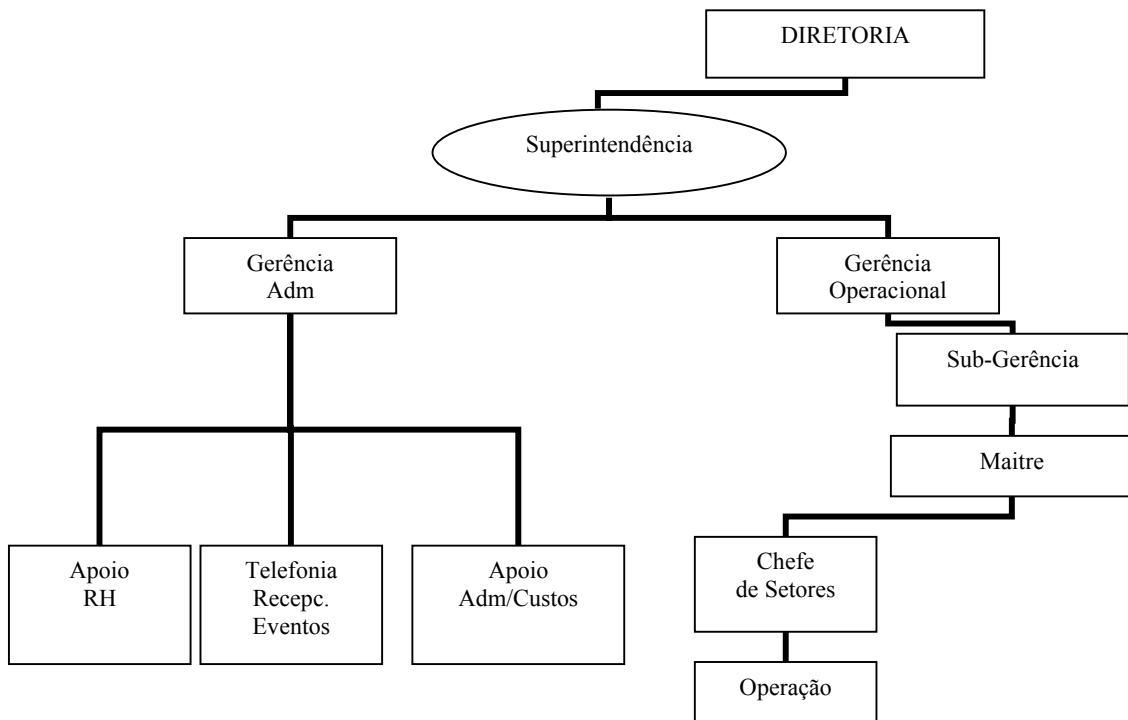 DIRETORIA
Superintendência
Gerência
Adm
Gerência
Operacional
Sub-Gerência
Maitre
Apoio
RH
Telefonia
Recepc.
Eventos
Apoio
Adm/Custos
Chefe
de Setores
Operação